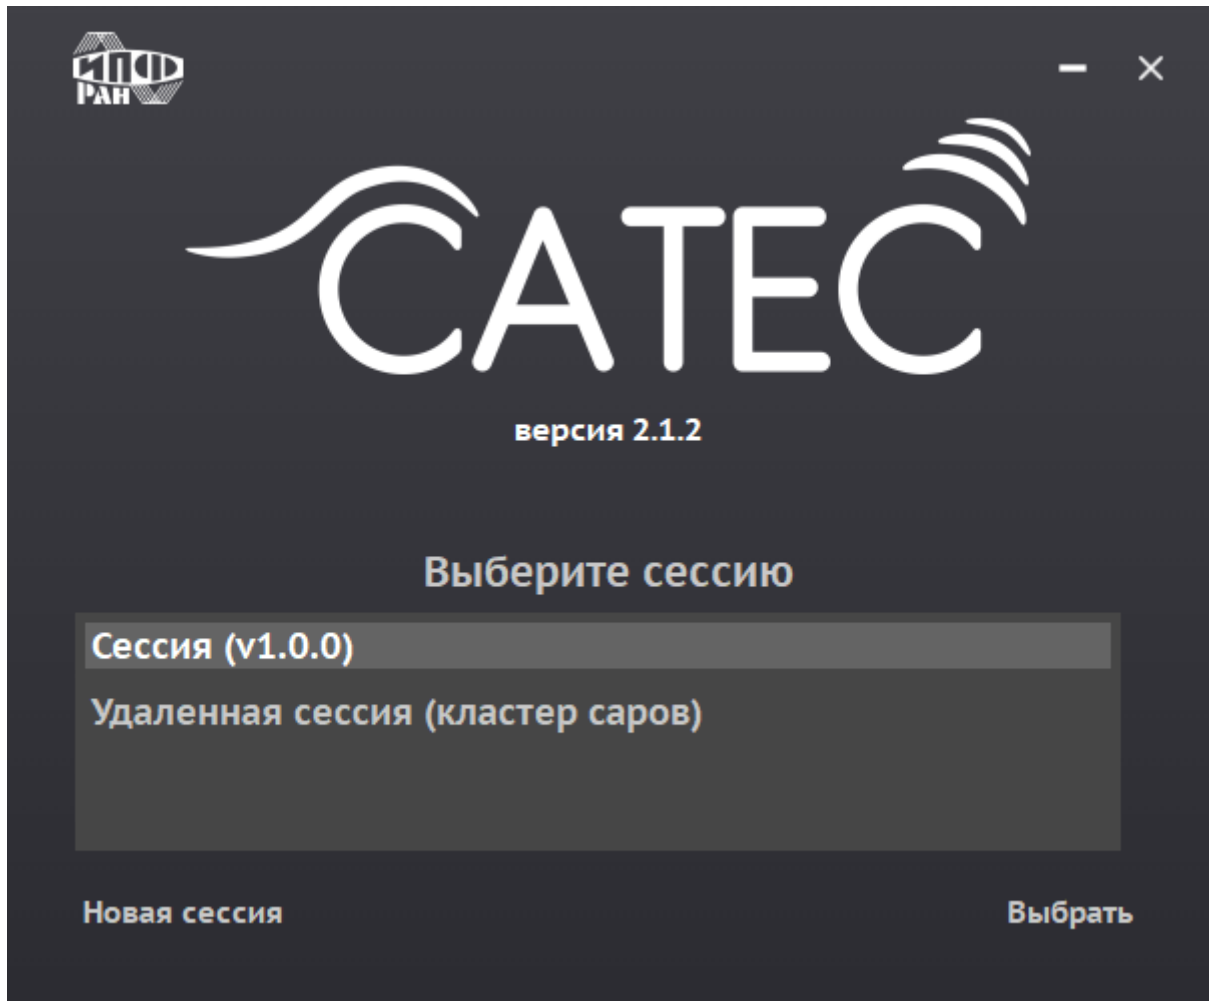 ИПФ
РАН
САТЕС
версия 2.1.2
Выберите сессию
Сессия (v1.0.0)
Удаленная сессия (кластер саров)
Новая сессия
Выбрать